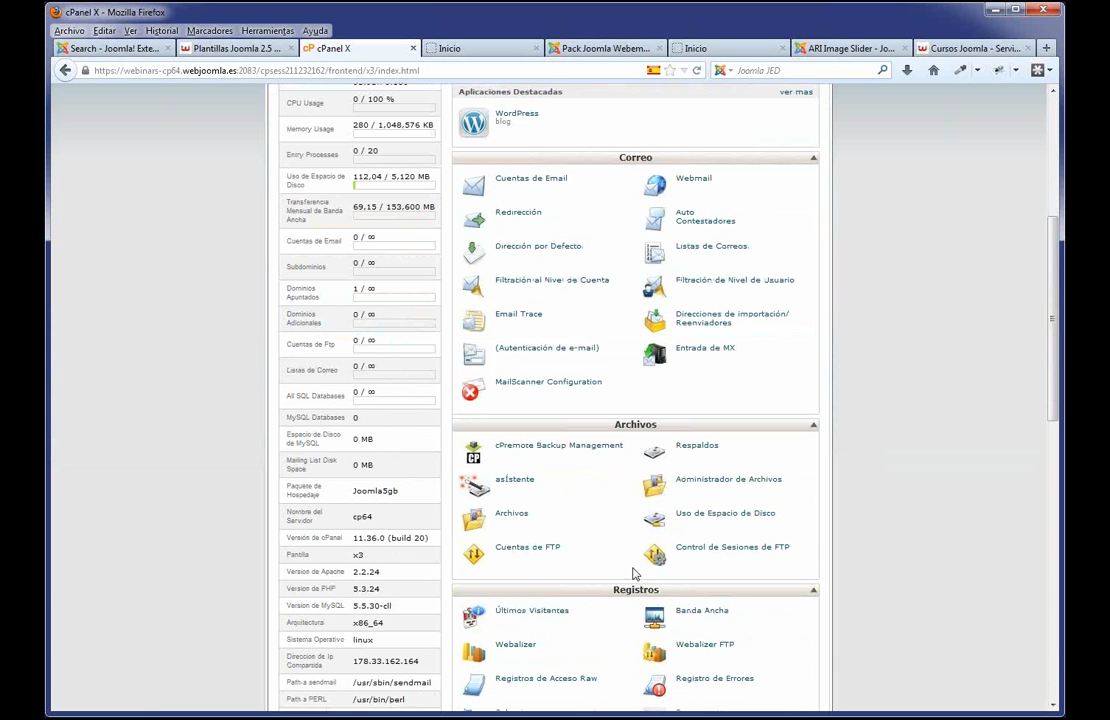 cPanel X - Mozilla Firefox
Archivo Editar Ver Historial Marcadores Herramientas Ayuda
Search - Joomla! Exte...
Plantillas Joomla 2.5 ...
cP cPanel X
Inicio
Pack Joomla Webem...
Inicio
ARI Image Slider - Jo...
Cursos Joomla - Servi...
https://webinars-cp64.webjoomla.es:2083/cpsess211232162/frontend/x3/index.html
Joomla JED
CPU Usage
0 / 100 %
Memory Usage
280 / 1,048,576 KB
Entry Processes
0 / 20
Uso de Espacio de
Disco
112,04 / 5,120 MB
Transferencia
Mensual de Banda
Ancha
69,15 / 153,600 MB
Cuentas de Email
0 / ∞
Subdominios
0 / ∞
Dominios
Apuntados
1 / ∞
Dominios
Adicionales
0 / ∞
Cuentas de Ftp
0 / ∞
Listas de Correo
0 / ∞
All SQL Databases
0 / ∞
MySQL Databases
0
Espacio de Disco
de MySQL
0 MB
Mailing List Disk
Space
0 MB
Paquete de
Hospedaje
Joomla5gb
Nombre del
Servidor
cp64
Versión de cPanel
11.36.0 (build 20)
Pantilla
x3
Version de Apache
2.2.24
Version de PHP
5.3.24
Version de MySQL
5.5.30-cll
Arquitectura
x86_64
Sistema Operativo
linux
Direccion de Ip
Compartida
178.33.162.164
Path a sendmail
/usr/sbin/sendmail
Path a PERL
/usr/bin/perl
Aplicaciones Destacadas
ver mas
WordPress
blog
Correo
Cuentas de Email
Webmail
Redirección
Auto
Contestadores
Dirección por Defecto
Listas de Correos
Filtración al Nivel de Cuenta
Filtración de Nivel de Usuario
Email Trace
Direcciones de importación/
Reenviadores
(Autenticación de e-mail)
Entrada de MX
MailScanner Configuration
Archivos
cPremote Backup Management
Respaldos
asÍstente
Administrador de Archivos
Archivos
Uso de Espacio de Disco
Cuentas de FTP
Control de Sesiones de FTP
Registros
Últimos Visitantes
Banda Ancha
Webalizer
Webalizer FTP
Registros de Acceso Raw
Registro de Errores